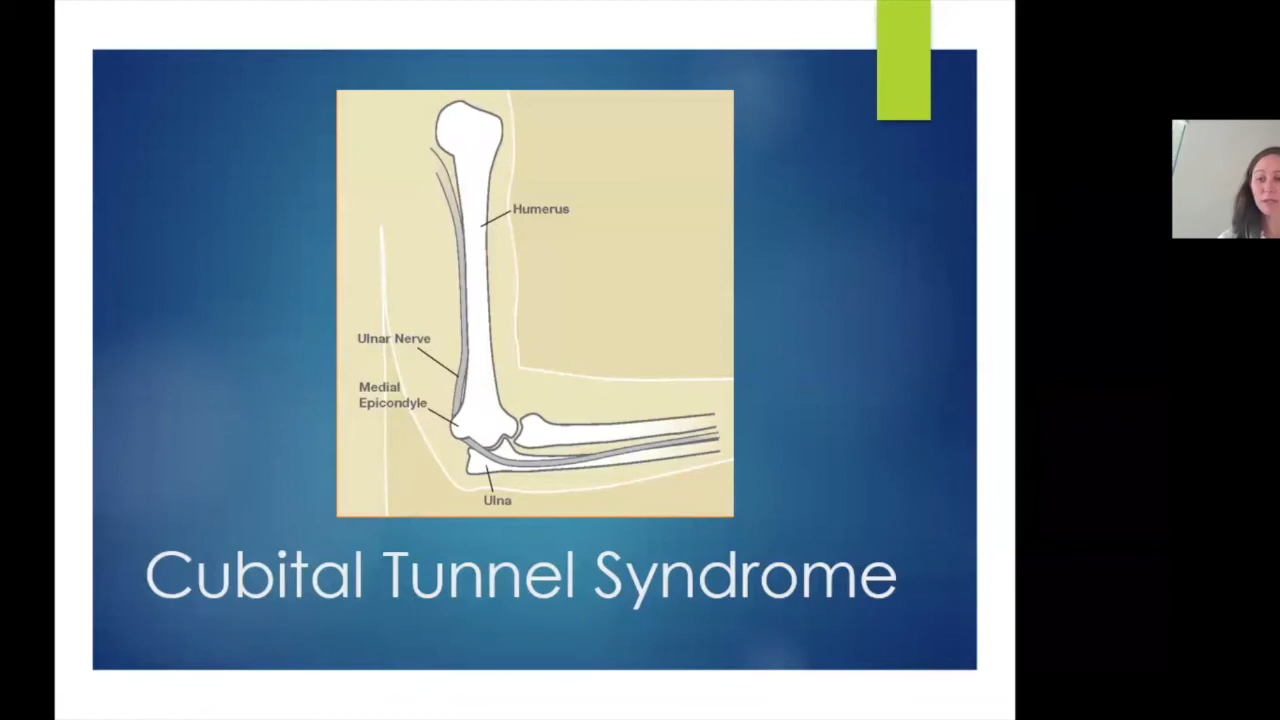 Humerus
Ulnar Nerve
Medial
Epicondyle
Ulna
Cubital Tunnel Syndrome